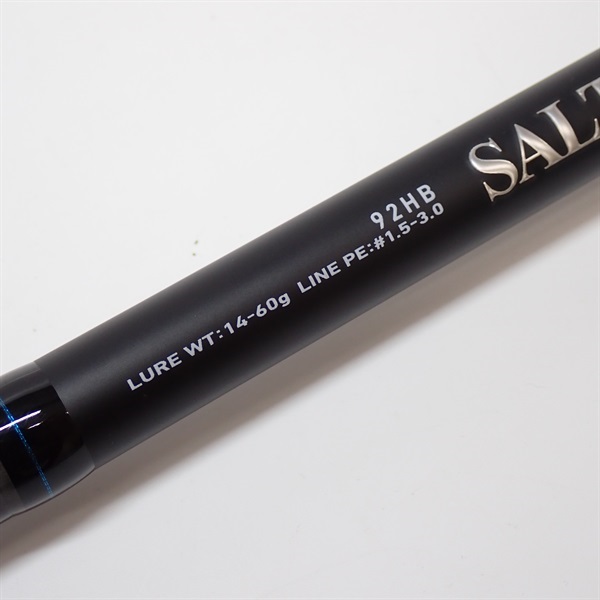 SALT
92HB
LURE WT:14-60g LINE PE:#1.5-3.0